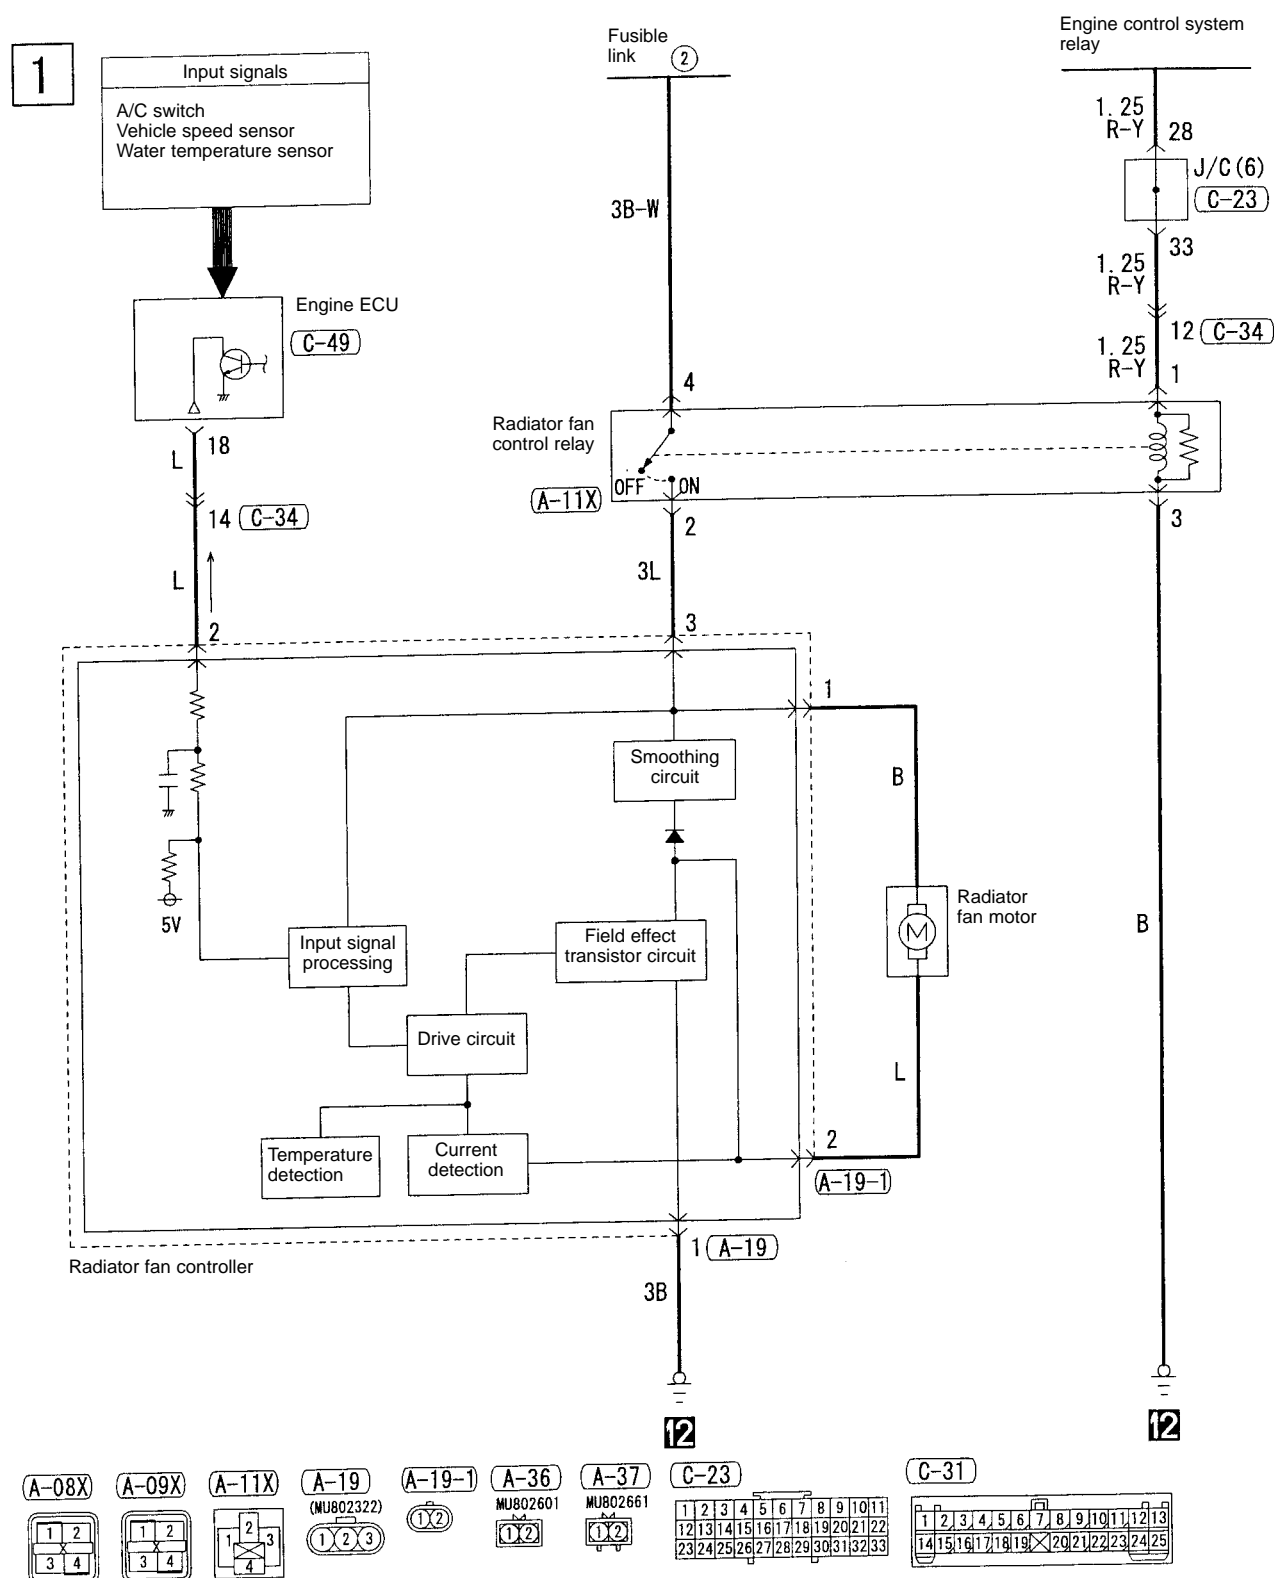 1
Input signals
A/C switch
Vehicle speed sensor
Water temperature sensor
Fusible
link
2
Engine control system
relay
1.25
R-Y
28
J/C(6)
C-23
3B-W
33
1.25
R-Y
Engine ECU
C-49
12
C-34
1.25
R-Y
1
4
Radiator fan
control relay
OFF
ON
A-11X
18
L
14
C-34
2
3
3L
L
2
3
1
Smoothing
circuit
B
5V
Input signal
processing
Field effect
transistor circuit
Radiator
fan motor
M
B
Drive circuit
L
Temperature
detection
Current
detection
2
A-19-1
1
A-19
Radiator fan controller
3B
12
12
A-08X
A-09X
A-11X
A-19
A-19-1
A-36
A-37
C-23
C-31
(MU802322)
MU802601
MU802661
1 2
3 4
1 2
3 4
2
1 3
4
1 2 3
1 2
1 2
1 2
1 2 3 4 5 6 7 8 9 10 11
12 13 14 15 16 17 18 19 20 21 22
23 24 25 26 27 28 29 30 31 32 33
1 2 3 4 5 6 7 8 9 10 11 12 13
14 15 16 17 18 19 20 21 22 23 24 25